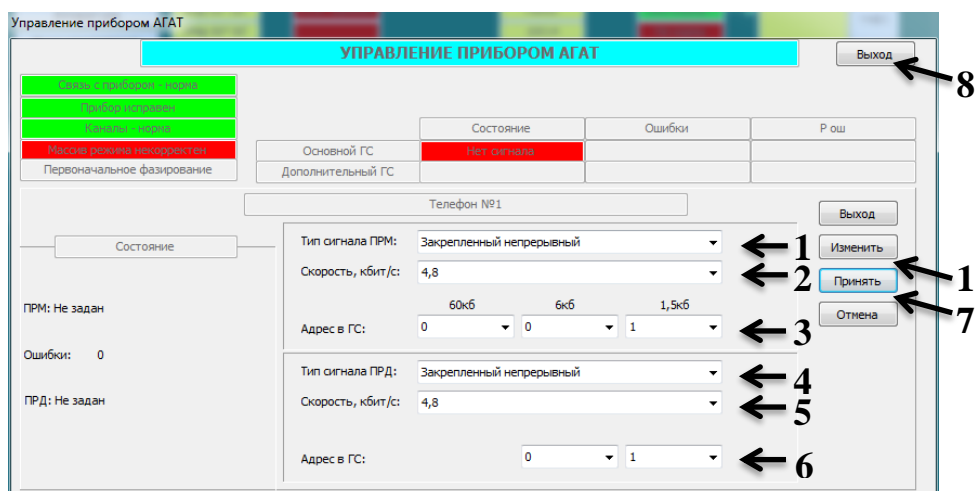 Управление прибором АГАТ
УПРАВЛЕНИЕ ПРИБОРОМ АГАТ
Выход
8
Связь с прибором - норма
Прибор исправен
Каналы - норма
Состояние Ошибки Р ош
Массив режима некорректен
Основной ГС Нет сигнала
Первоначальное фазирование
Дополнительный ГС
Телефон №1
Выход
Состояние
Тип сигнала ПРМ: Закрепленный непрерывный 1
Изменить 1
Скорость, кбит/с: 4,8 2
Принять 7
ПРМ: Не задан
60кб 6кб 1,5кб
Отмена
Адрес в ГС: 0 0 1 3
Ошибки: 0
Тип сигнала ПРД: Закрепленный непрерывный 4
ПРД: Не задан
Скорость, кбит/с: 4,8 5
Адрес в ГС: 0 1 6